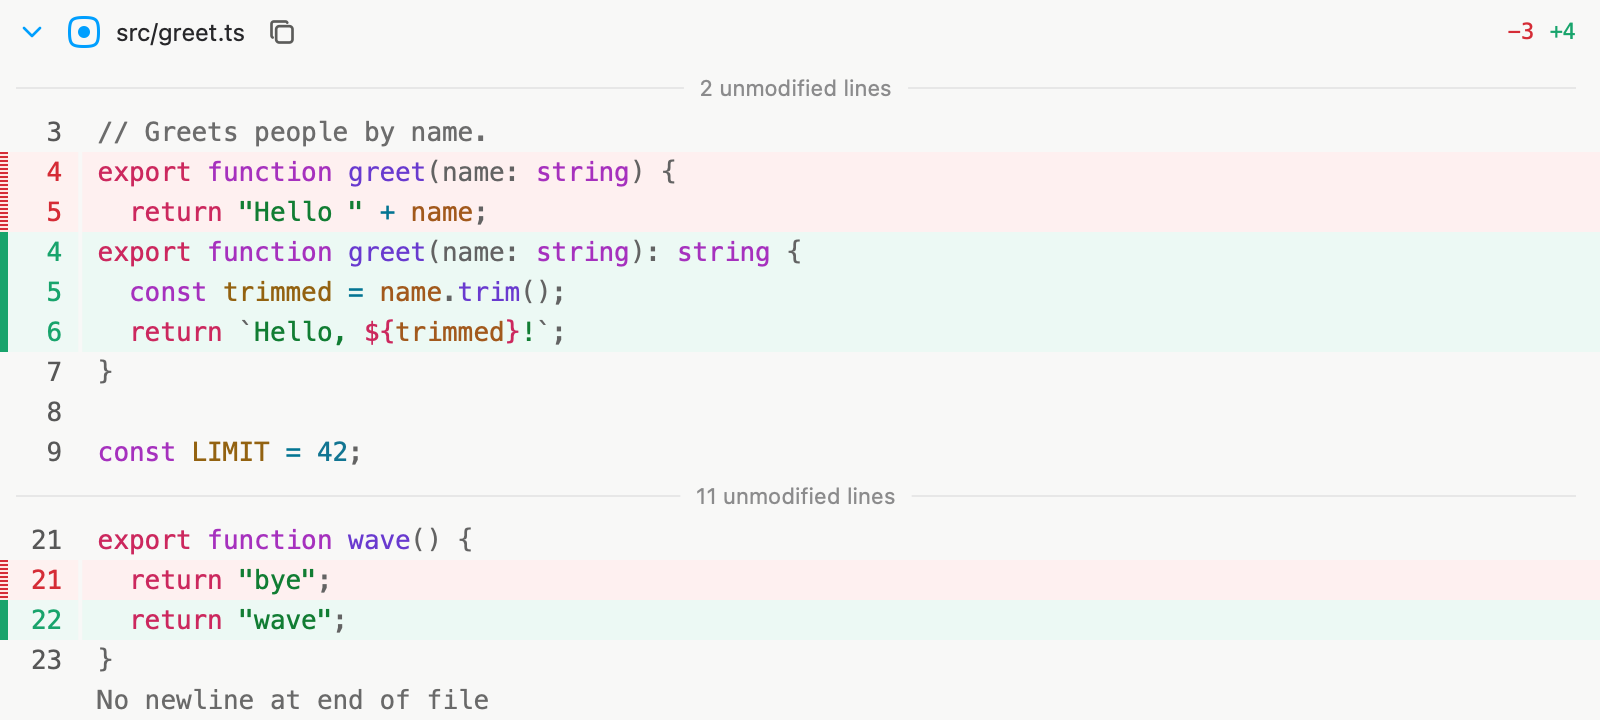 src/greet.ts −3 +4
2 unmodified lines
3 // Greets people by name.
4 export function greet(name: string) {
5   return "Hello " + name;
4 export function greet(name: string): string {
5   const trimmed = name.trim();
6   return `Hello, ${trimmed}!`;
7 }
8
9 const LIMIT = 42;
11 unmodified lines
21 export function wave() {
21   return "bye";
22   return "wave";
23 }
No newline at end of file